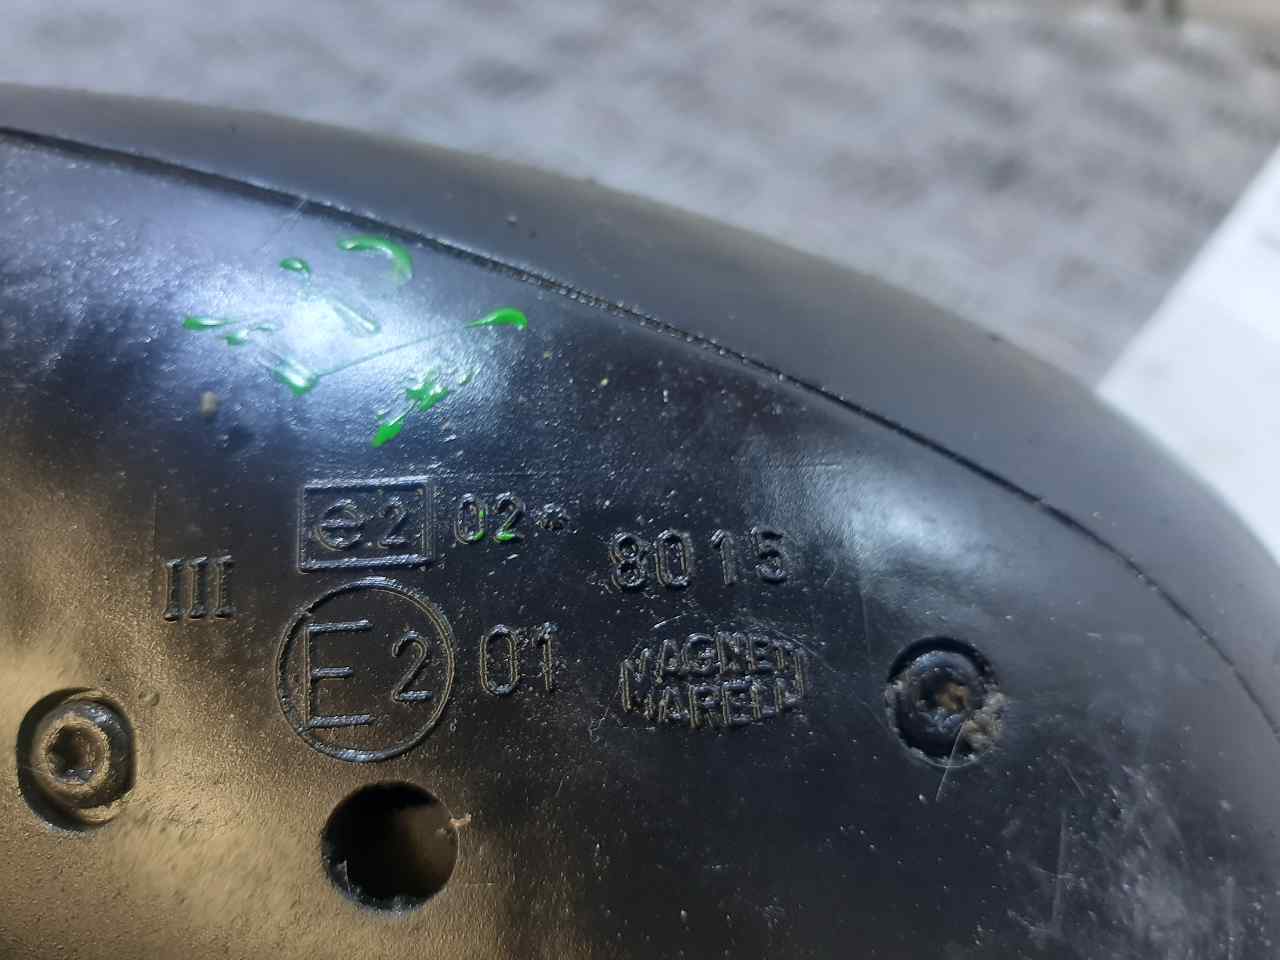 e2 02* 8015
III
E2 01
MAGNETI
MARELLI